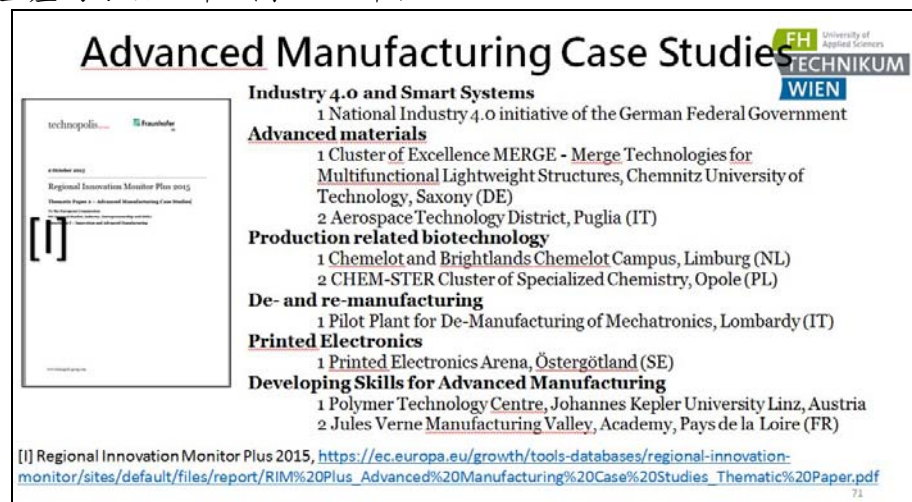 Advanced Manufacturing Case Studies
FH University of
Applied Sciences
TECHNIKUM
WIEN
technopolis
Fraunhofer
Regional Innovation Monitor Plus 2015
Thematic Paper 2 – Advanced Manufacturing Case Studies
[I]
Industry 4.0 and Smart Systems
1 National Industry 4.0 initiative of the German Federal Government
Advanced materials
1 Cluster of Excellence MERGE - Merge Technologies for
Multifunctional Lightweight Structures, Chemnitz University of
Technology, Saxony (DE)
2 Aerospace Technology District, Puglia (IT)
Production related biotechnology
1 Chemelot and Brightlands Chemelot Campus, Limburg (NL)
2 CHEM-STER Cluster of Specialized Chemistry, Opole (PL)
De- and re-manufacturing
1 Pilot Plant for De-Manufacturing of Mechatronics, Lombardy (IT)
Printed Electronics
1 Printed Electronics Arena, Östergötland (SE)
Developing Skills for Advanced Manufacturing
1 Polymer Technology Centre, Johannes Kepler University Linz, Austria
2 Jules Verne Manufacturing Valley, Academy, Pays de la Loire (FR)
[I] Regional Innovation Monitor Plus 2015, https://ec.europa.eu/growth/tools-databases/regional-innovation-
monitor/sites/default/files/report/RIM%20Plus_Advanced%20Manufacturing%20Case%20Studies_Thematic%20Paper.pdf
71